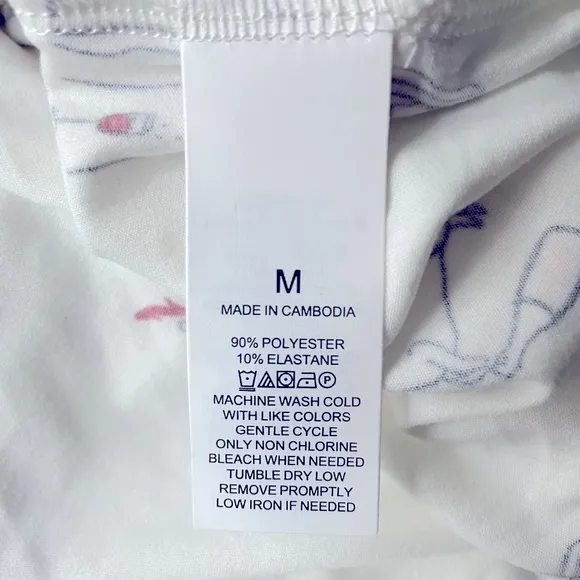 M
MADE IN CAMBODIA
90% POLYESTER
10% ELASTANE
P
MACHINE WASH COLD
WITH LIKE COLORS
GENTLE CYCLE
ONLY NON CHLORINE
BLEACH WHEN NEEDED
TUMBLE DRY LOW
REMOVE PROMPTLY
LOW IRON IF NEEDED